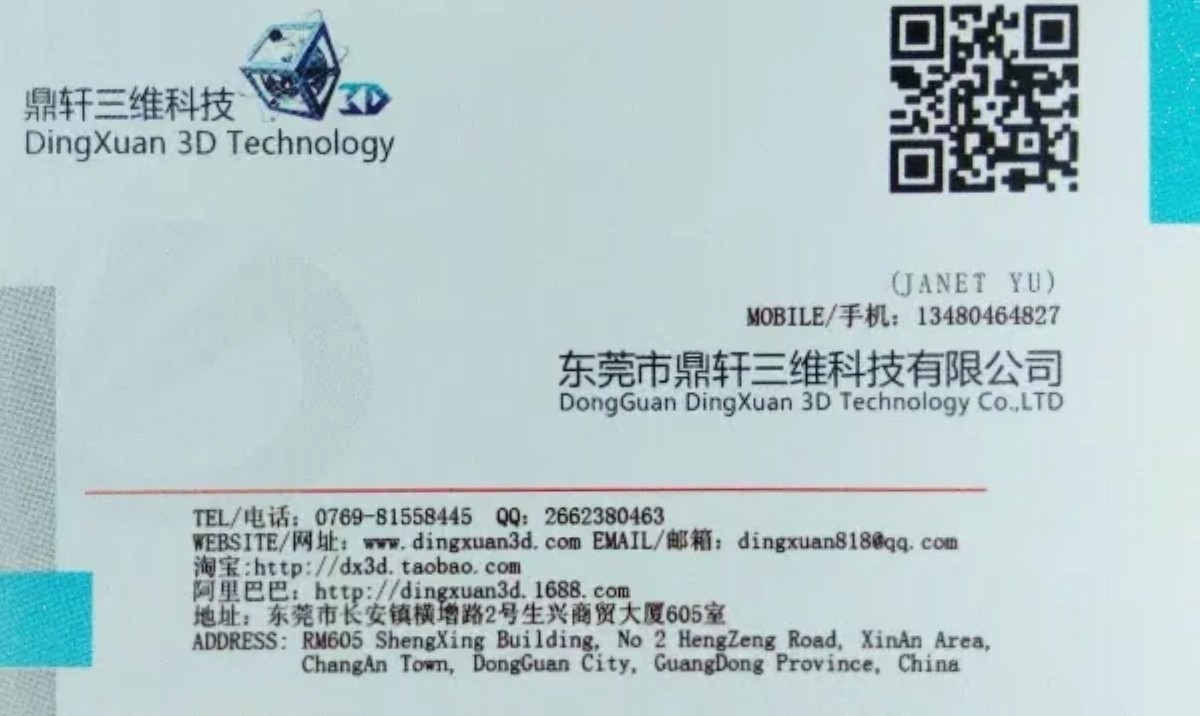 鼎轩三维科技
3D
DingXuan 3D Technology
(JANET YU)
MOBILE/手机：13480464827
东莞市鼎轩三维科技有限公司
DongGuan DingXuan 3D Technology Co.,LTD
TEL/电话：0769-81558445 QQ：2662380463
WEBSITE/网址：www.dingxuan3d.com EMAIL/邮箱：dingxuan818@qq.com
淘宝:http://dx3d.taobao.com
阿里巴巴：http://dingxuan3d.1688.com
地址：东莞市长安镇横增路2号生兴商贸大厦605室
ADDRESS: RM605 ShengXing Building, No 2 HengZeng Road, XinAn Area,
ChangAn Town, DongGuan City, GuangDong Province, China